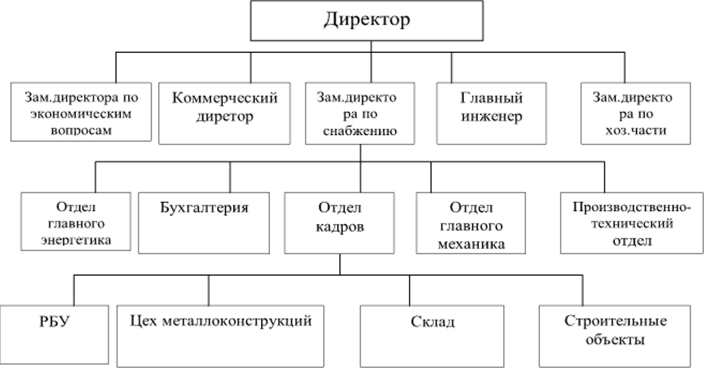 Директор
Зам.директора по
экономическим
вопросам
Коммерческий
диретор
Зам.директо
ра по
снабжению
Главный
инженер
Зам.директо
ра по
хоз.части
Отдел
главного
энергетика
Бухгалтерия
Отдел
кадров
Отдел
главного
механика
Производственно-
технический
отдел
РБУ
Цех металлоконструкций
Склад
Строительные
объекты